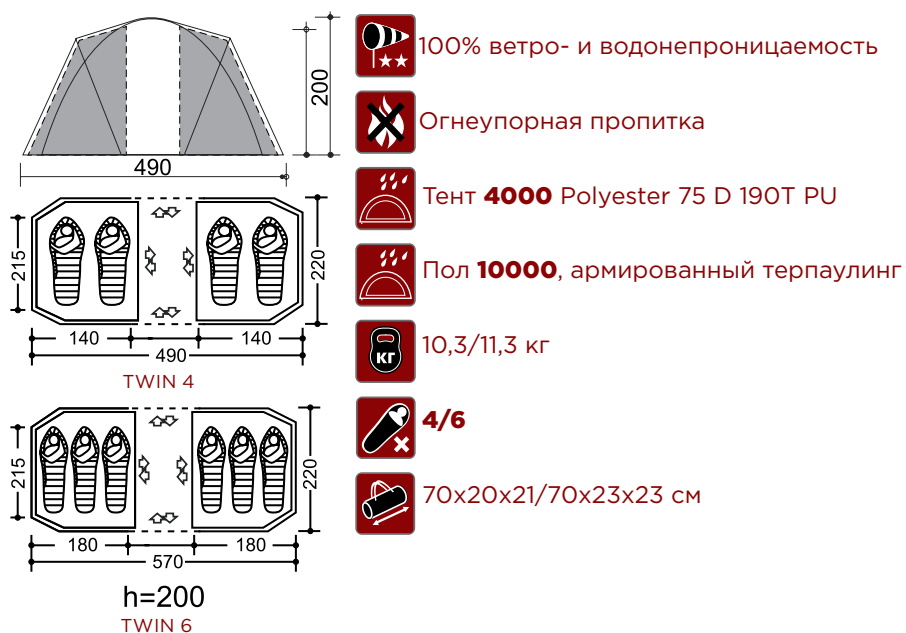 200
490
215
220
140
140
490
TWIN 4
215
220
180
180
570
h=200
TWIN 6
100% ветро- и водонепроницаемость
Огнеупорная пропитка
Тент 4000 Polyester 75 D 190T PU
Пол 10000, армированный терпаулинг
кг
10,3/11,3 кг
4/6
70x20x21/70x23x23 см